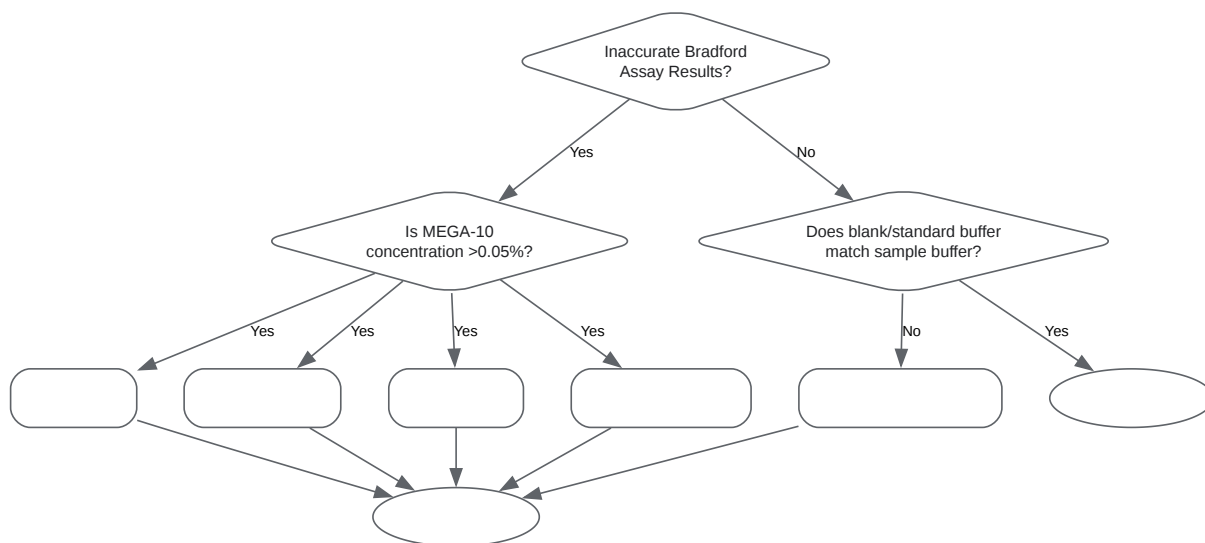 Inaccurate Bradford
Assay Results?
Yes
No
Is MEGA-10
concentration >0.05%?
Does blank/standard buffer
match sample buffer?
Yes
Yes
Yes
Yes
No
Yes